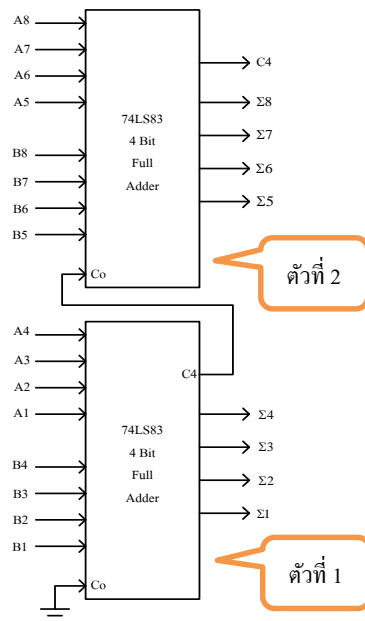 A8
A7
A6
A5
B8
B7
B6
B5
Co
74LS83
4 Bit
Full
Adder
C4
Σ8
Σ7
Σ6
Σ5
ตัวที่ 2
A4
A3
A2
A1
B4
B3
B2
B1
Co
C4
74LS83
4 Bit
Full
Adder
Σ4
Σ3
Σ2
Σ1
ตัวที่ 1